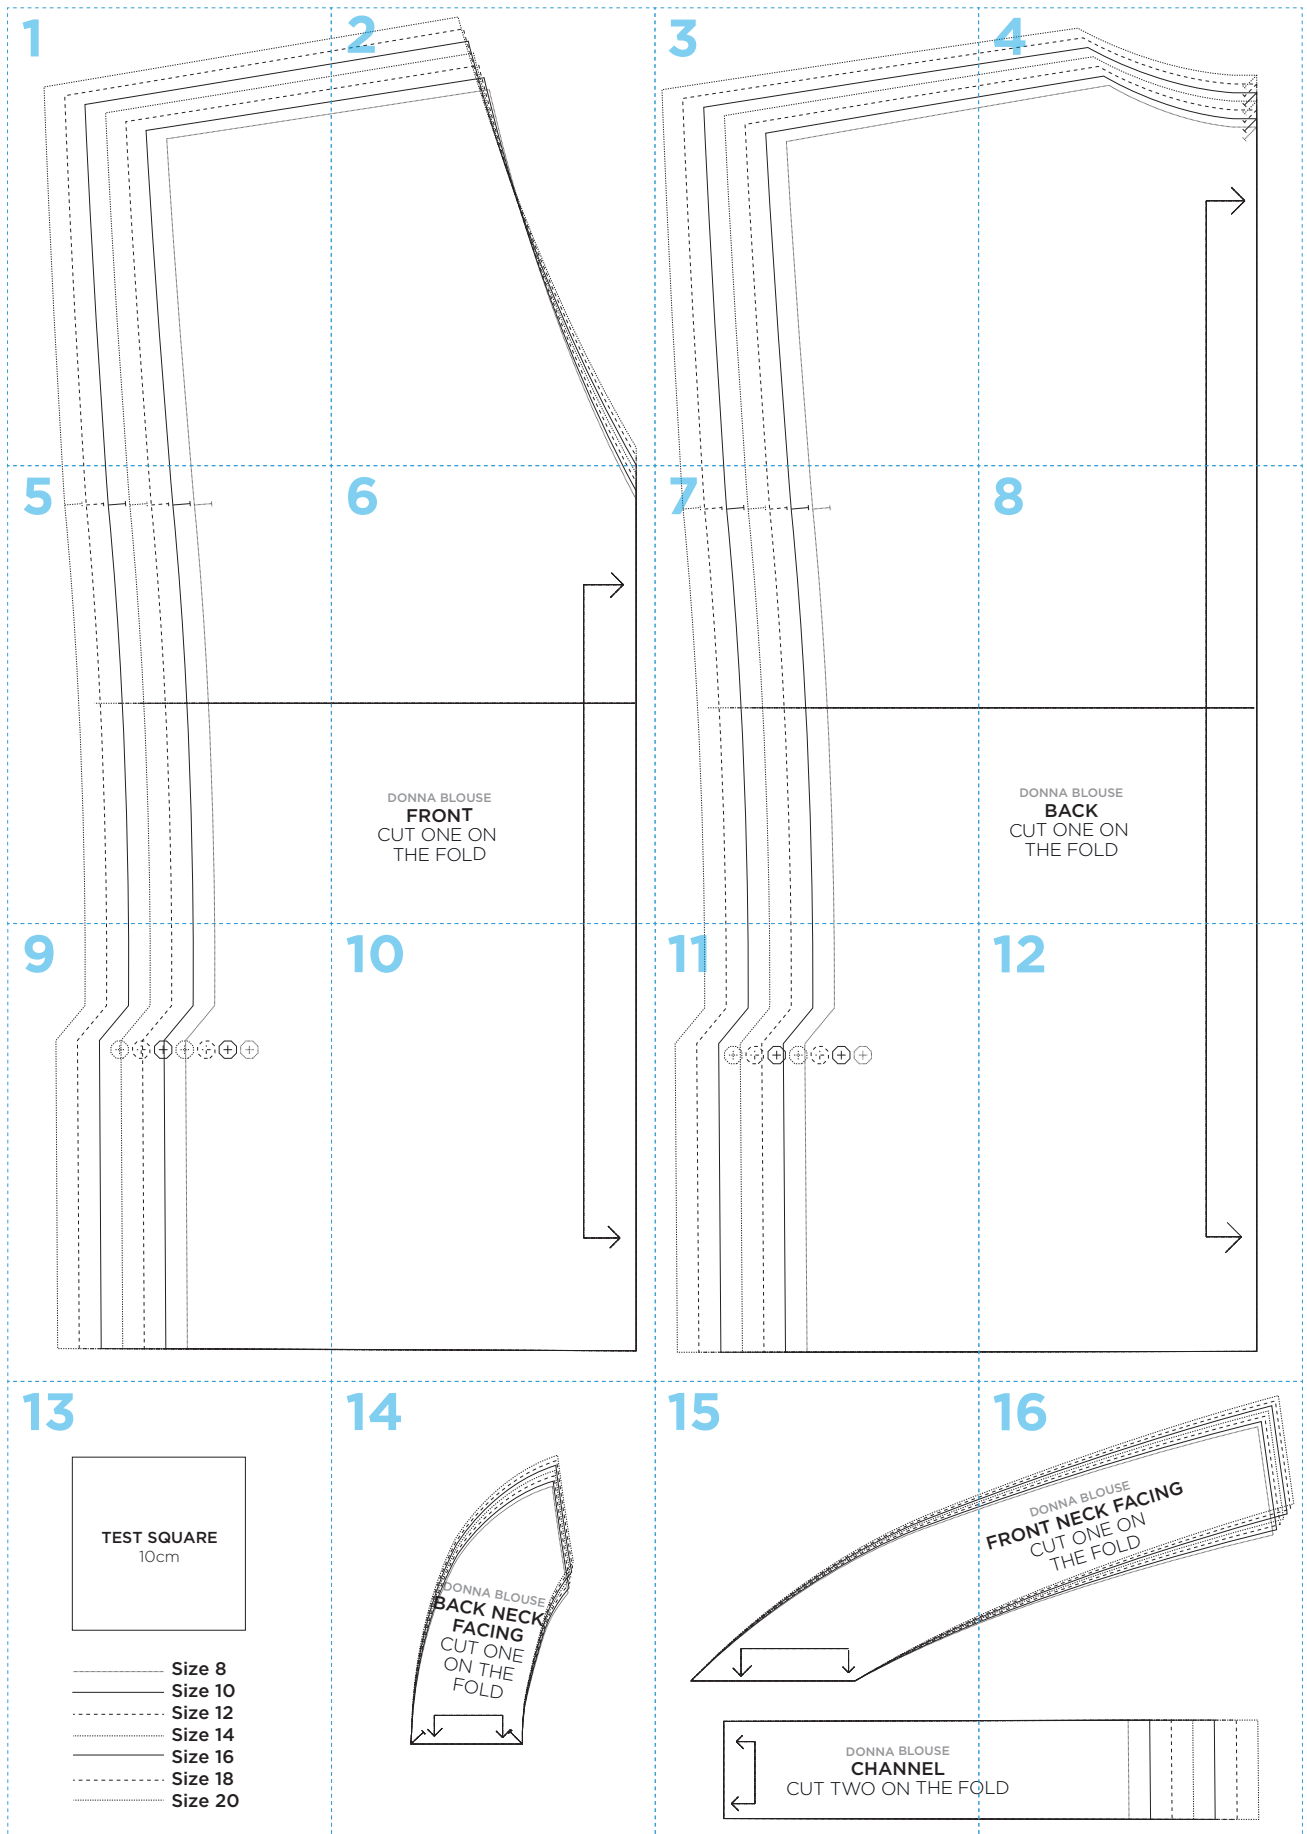 1
2
3
4
5
6
7
8
DONNA BLOUSE
FRONT
CUT ONE ON
THE FOLD
DONNA BLOUSE
BACK
CUT ONE ON
THE FOLD
9
10
11
12
13
14
15
16
TEST SQUARE
10cm
Size 8
Size 10
Size 12
Size 14
Size 16
Size 18
Size 20
DONNA BLOUSE
BACK NECK
FACING
CUT ONE
ON THE
FOLD
DONNA BLOUSE
FRONT NECK FACING
CUT ONE ON
THE FOLD
DONNA BLOUSE
CHANNEL
CUT TWO ON THE FOLD